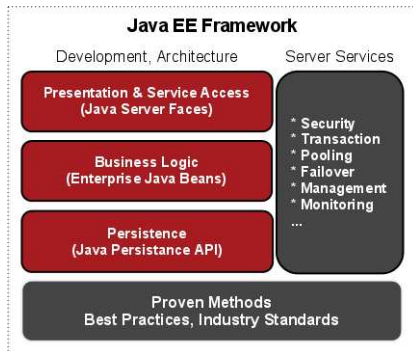 Java EE Framework
Development, Architecture
Server Services
Presentation & Service Access
(Java Server Faces)
Business Logic
(Enterprise Java Beans)
Persistence
(Java Persistance API)
* Security
* Transaction
* Pooling
* Failover
* Management
* Monitoring
...
Proven Methods
Best Practices, Industry Standards